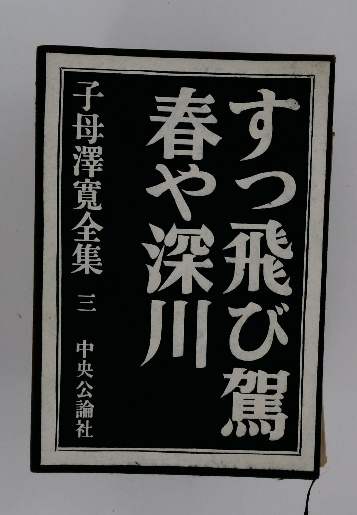 すっ飛び駕
春や深川
子母澤寛全集 三 中央公論社